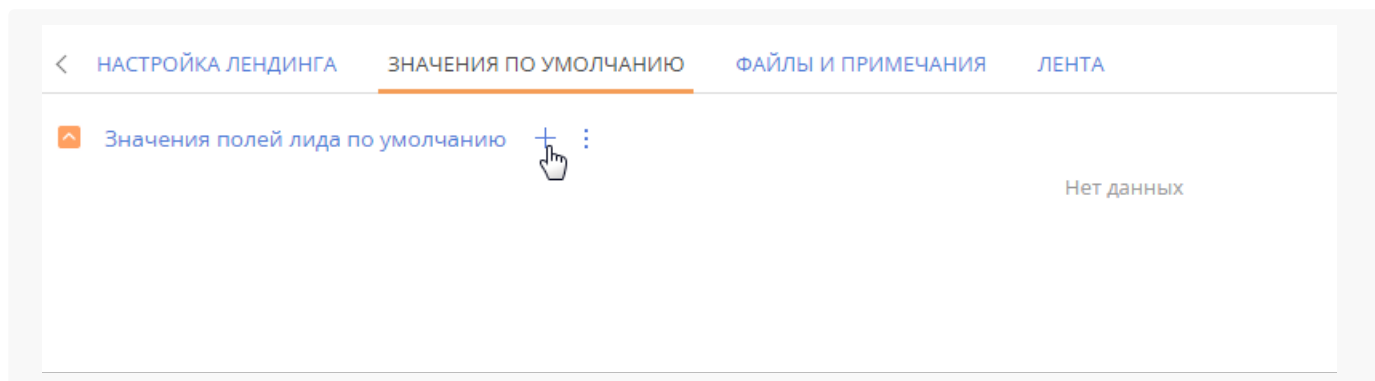 НАСТРОЙКА ЛЕНДИНГА ЗНАЧЕНИЯ ПО УМОЛЧАНИЮ ФАЙЛЫ И ПРИМЕЧАНИЯ ЛЕНТА
Значения полей лида по умолчанию
Нет данных